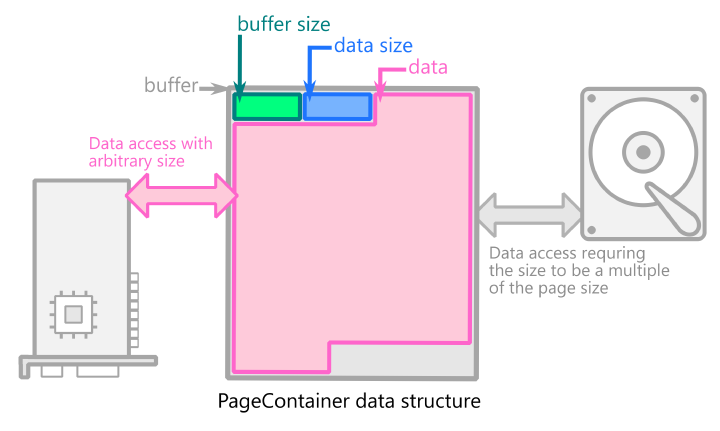 buffer size
data size
data
buffer
Data access with
arbitrary size
Data access requring
the size to be a multiple
of the page size
PageContainer data structure